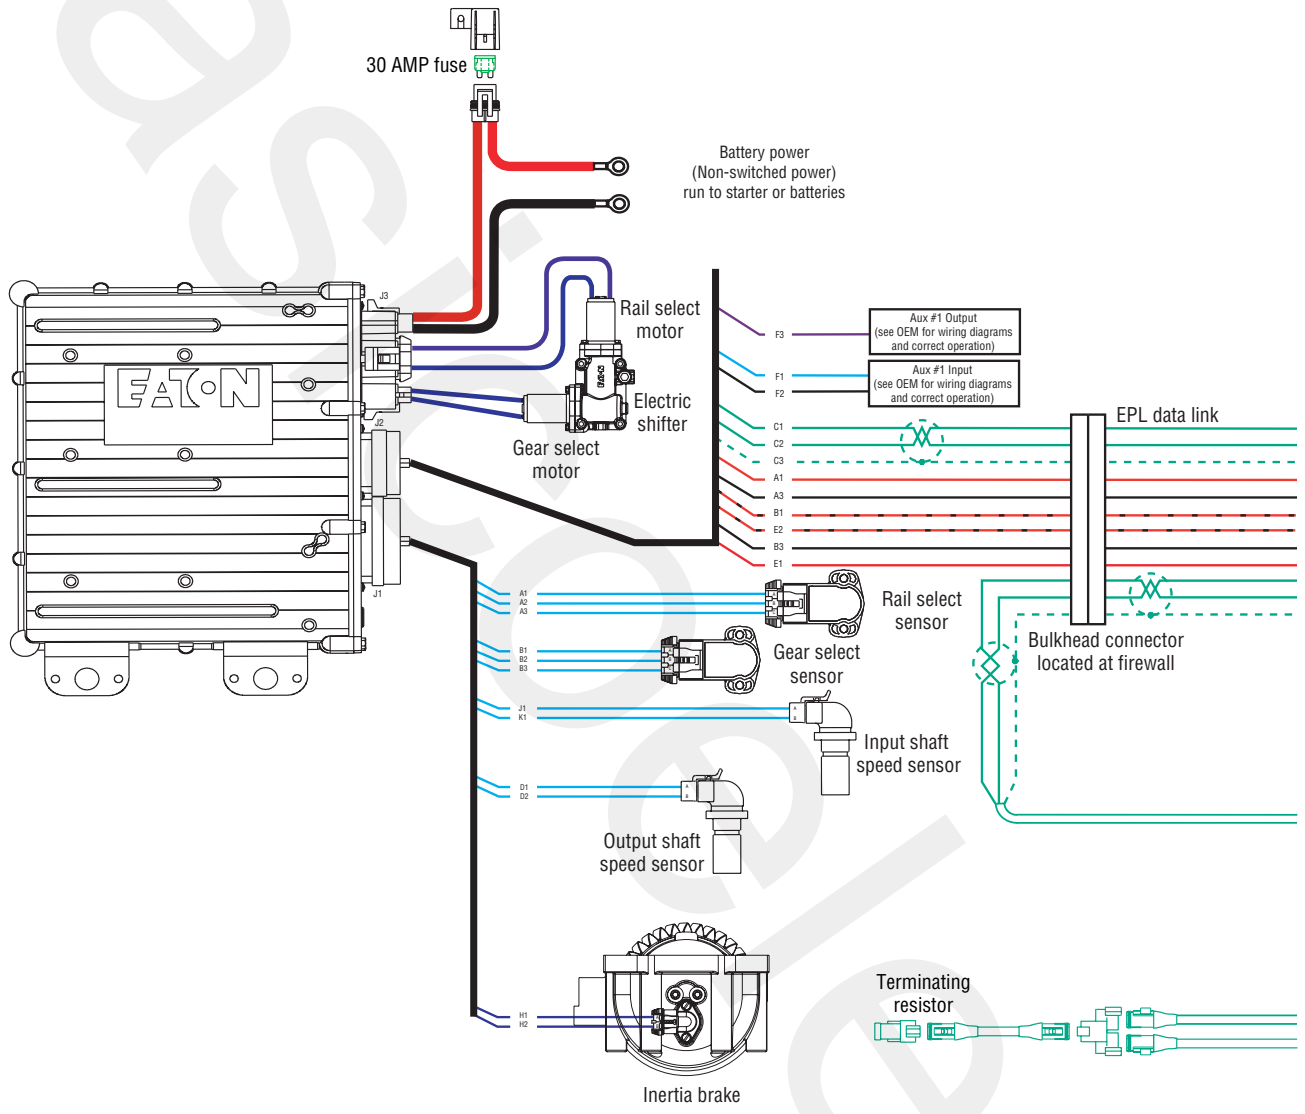 30 AMP fuse
Battery power
(Non-switched power)
run to starter or batteries
J3
Rail select
motor
EATON
EATON
Electric
shifter
Gear select
motor
J2
J1
F3
Aux #1 Output
(see OEM for wiring diagrams
and correct operation)
F1
F2
Aux #1 Input
(see OEM for wiring diagrams
and correct operation)
C1
C2
C3
A1
A3
B1
E2
B3
E1
EPL data link
Bulkhead connector
located at firewall
A1
A2
A3
Rail select
sensor
B1
B2
B3
Gear select
sensor
J1
K1
A
B
Input shaft
speed sensor
D1
D2
A
B
Output shaft
speed sensor
H1
H2
Inertia brake
Terminating
resistor